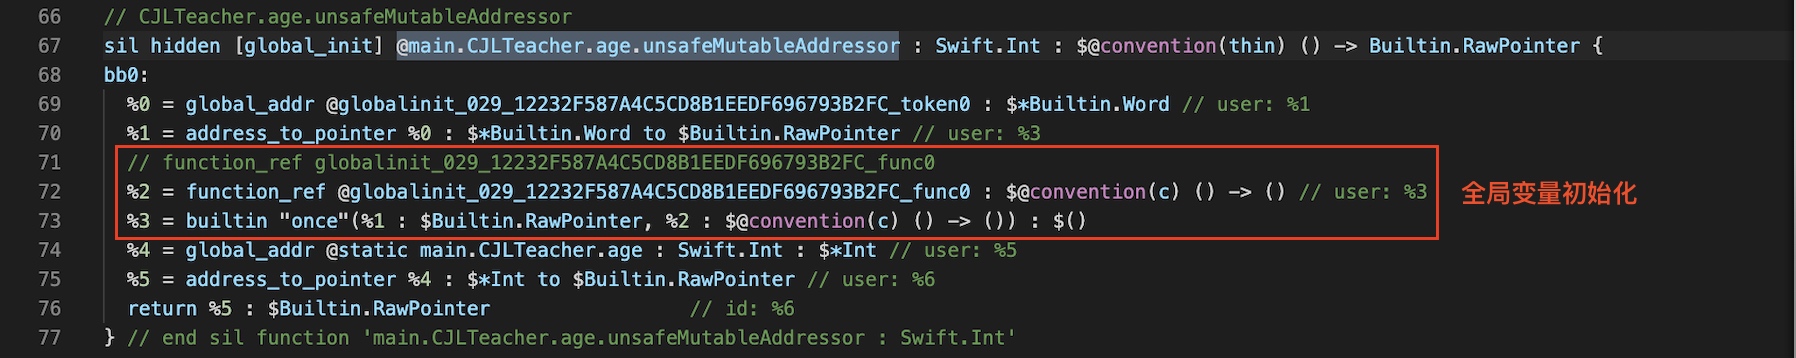 66 // CJLTeacher.age.unsafeMutableAddressor
67 sil hidden [global_init] @main.CJLTeacher.age.unsafeMutableAddressor : Swift.Int : $@convention(thin) () -> Builtin.RawPointer {
68 bb0:
69 %0 = global_addr @globalinit_029_12232F587A4C5CD8B1EEDF696793B2FC_token0 : $*Builtin.Word // user: %1
70 %1 = address_to_pointer %0 : $*Builtin.Word to $Builtin.RawPointer // user: %3
71 // function_ref globalinit_029_12232F587A4C5CD8B1EEDF696793B2FC_func0
72 %2 = function_ref @globalinit_029_12232F587A4C5CD8B1EEDF696793B2FC_func0 : $@convention(c) () -> () // user: %3 全局变量初始化
73 %3 = builtin "once"(%1 : $Builtin.RawPointer, %2 : $@convention(c) () -> ()) : $()
74 %4 = global_addr @static main.CJLTeacher.age : Swift.Int : $*Int // user: %5
75 %5 = address_to_pointer %4 : $*Int to $Builtin.RawPointer // user: %6
76 return %5 : $Builtin.RawPointer // id: %6
77 } // end sil function 'main.CJLTeacher.age.unsafeMutableAddressor : Swift.Int'